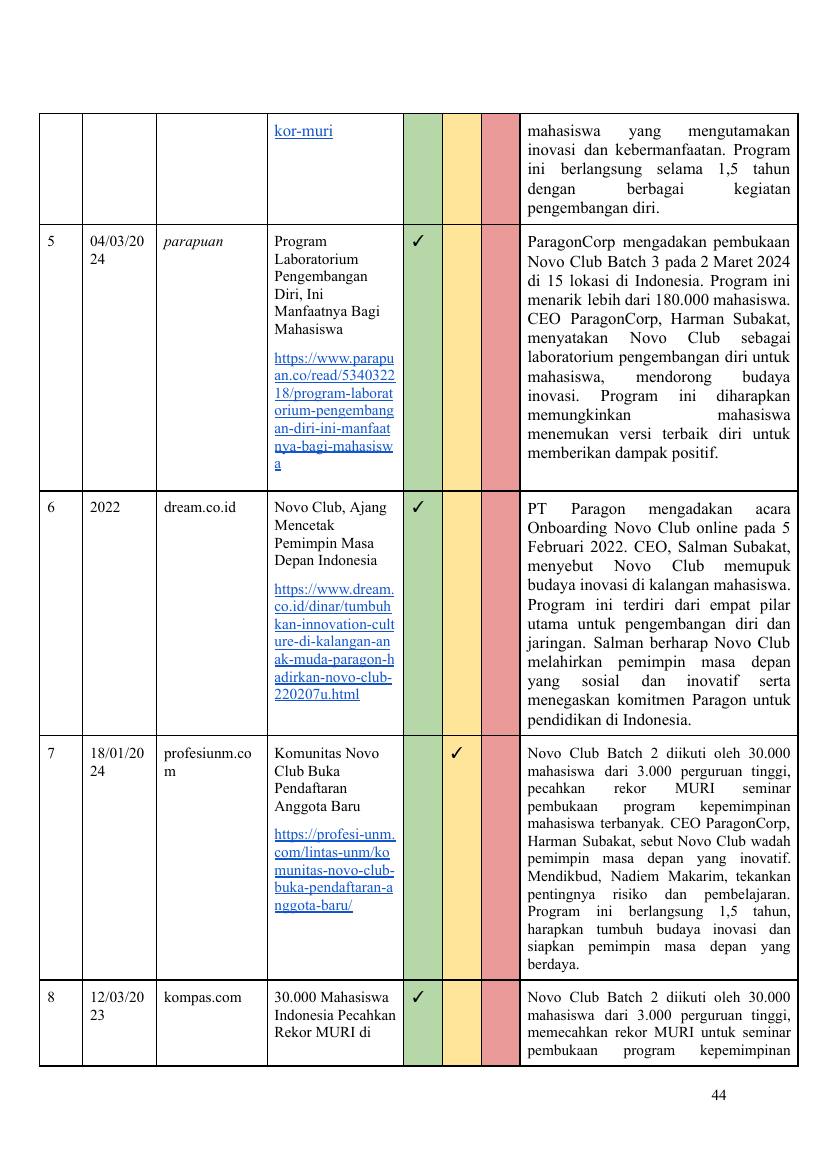 kor-muri
mahasiswa yang mengutamakan
inovasi dan kebermanfaatan. Program
ini berlangsung selama 1,5 tahun
dengan berbagai kegiatan
pengembangan diri.
5
04/03/20
24
parapuan
Program
Laboratorium
Pengembangan
Diri, Ini
Manfaatnya Bagi
Mahasiswa
https://www.parapu
an.co/read/5340322
18/program-laborat
orium-pengembang
an-diri-ini-manfaat
nya-bagi-mahasisw
a
✓
ParagonCorp mengadakan pembukaan
Novo Club Batch 3 pada 2 Maret 2024
di 15 lokasi di Indonesia. Program ini
menarik lebih dari 180.000 mahasiswa.
CEO ParagonCorp, Harman Subakat,
menyatakan Novo Club sebagai
laboratorium pengembangan diri untuk
mahasiswa, mendorong budaya
inovasi. Program ini diharapkan
memungkinkan mahasiswa
menemukan versi terbaik diri untuk
memberikan dampak positif.
6
2022
dream.co.id
Novo Club, Ajang
Mencetak
Pemimpin Masa
Depan Indonesia
https://www.dream.
co.id/dinar/tumbuh
kan-innovation-cult
ure-di-kalangan-an
ak-muda-paragon-h
adirkan-novo-club-
220207u.html
✓
PT Paragon mengadakan acara
Onboarding Novo Club online pada 5
Februari 2022. CEO, Salman Subakat,
menyebut Novo Club memupuk
budaya inovasi di kalangan mahasiswa.
Program ini terdiri dari empat pilar
utama untuk pengembangan diri dan
jaringan. Salman berharap Novo Club
melahirkan pemimpin masa depan
yang sosial dan inovatif serta
menegaskan komitmen Paragon untuk
pendidikan di Indonesia.
7
18/01/20
24
profesiunm.co
m
Komunitas Novo
Club Buka
Pendaftaran
Anggota Baru
https://profesi-unm.
com/lintas-unm/ko
munitas-novo-club-
buka-pendaftaran-a
nggota-baru/
✓
Novo Club Batch 2 diikuti oleh 30.000
mahasiswa dari 3.000 perguruan tinggi,
pecahkan rekor MURI seminar
pembukaan program kepemimpinan
mahasiswa terbanyak. CEO ParagonCorp,
Harman Subakat, sebut Novo Club wadah
pemimpin masa depan yang inovatif.
Mendikbud, Nadiem Makarim, tekankan
pentingnya risiko dan pembelajaran.
Program ini berlangsung 1,5 tahun,
harapkan tumbuh budaya inovasi dan
siapkan pemimpin masa depan yang
berdaya.
8
12/03/20
23
kompas.com
30.000 Mahasiswa
Indonesia Pecahkan
Rekor MURI di
✓
Novo Club Batch 2 diikuti oleh 30.000
mahasiswa dari 3.000 perguruan tinggi,
memecahkan rekor MURI untuk seminar
pembukaan program kepemimpinan
44